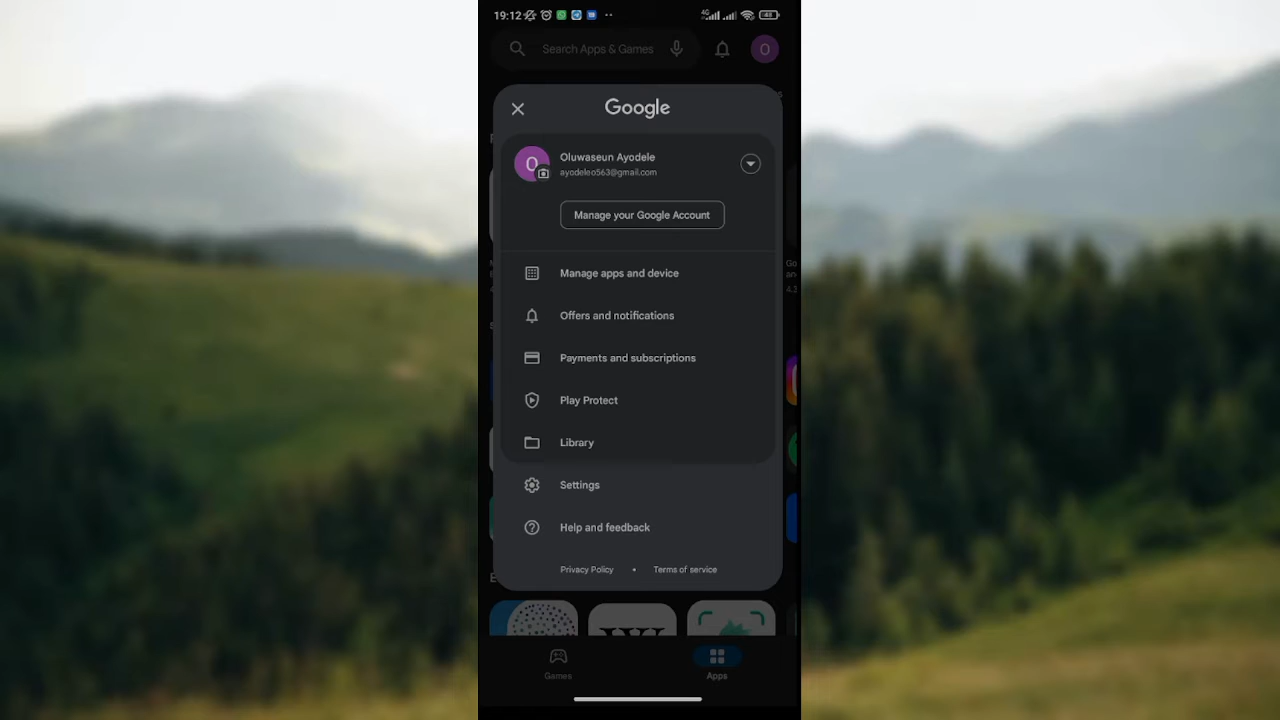 19:12
4G
48
Search Apps & Games
O
Google
O
Oluwaseun Ayodele
ayodeleo563@gmail.com
Manage your Google Account
Manage apps and device
Offers and notifications
Payments and subscriptions
Play Protect
Library
Settings
Help and feedback
Privacy Policy • Terms of service
Games
Apps